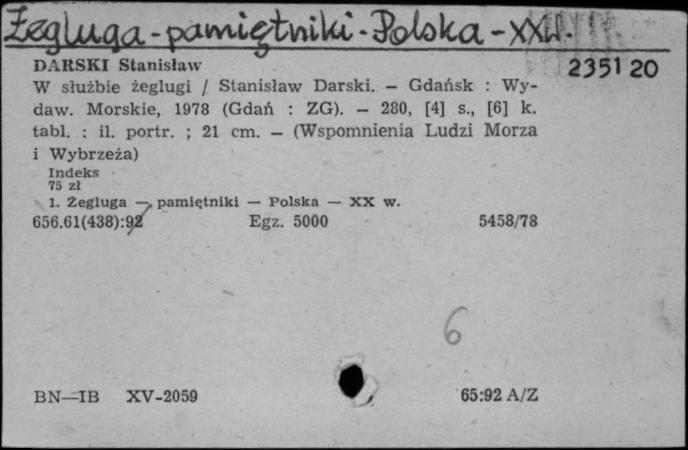 Żegluga - pamiętniki - Polska - XX w.
235120
DARSKI Stanisław
W służbie żeglugi / Stanisław Darski. — Gdańsk : Wy-
daw. Morskie, 1978 (Gdań : ZG). — 280, [4] s., [6] k.
tabl. : il. portr. ; 21 cm. — (Wspomnienia Ludzi Morza
i Wybrzeża)
Indeks
75 zł
1. Żegluga — pamiętniki — Polska — XX w.
656.61(438):92 Egz. 5000 5458/78
6
BN—IB XV-2059 65:92 A/Z